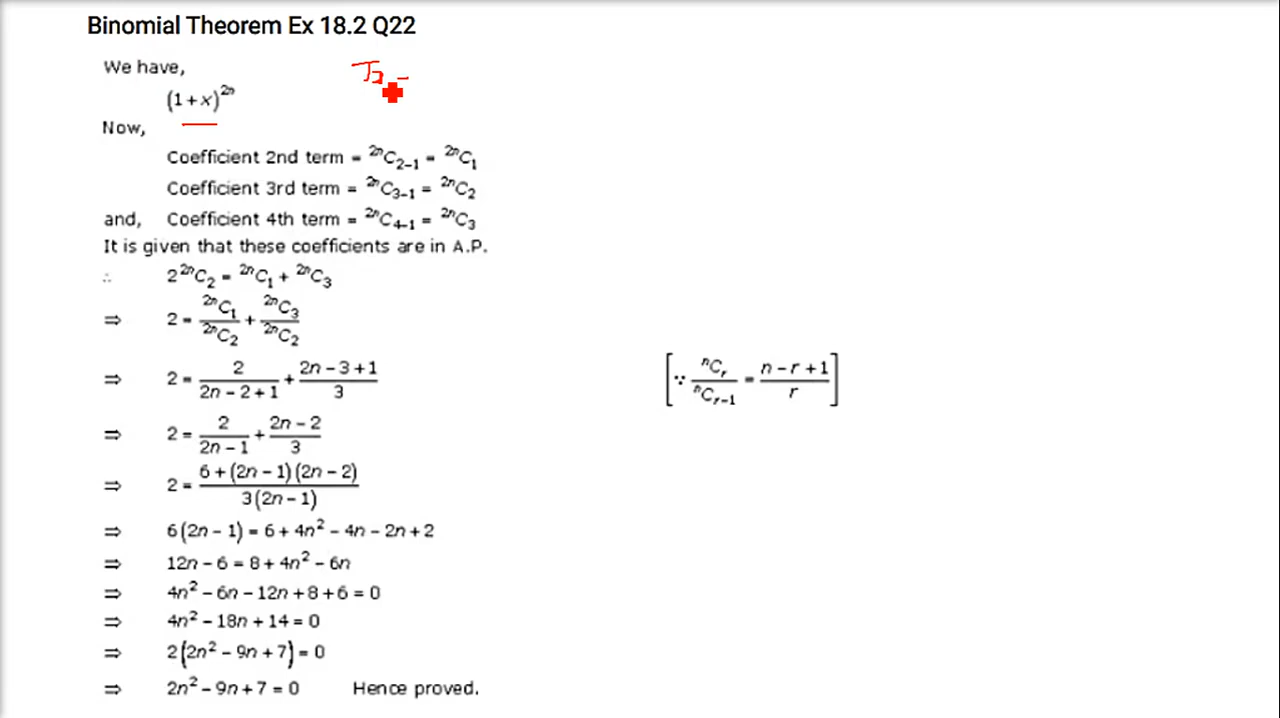 Binomial Theorem Ex 18.2 Q22
We have,
T₂ -
(1+x)²ⁿ
Now,
Coefficient 2nd term = ²ⁿC₂₋₁ = ²ⁿC₁
Coefficient 3rd term = ²ⁿC₃₋₁ = ²ⁿC₂
and, Coefficient 4th term = ²ⁿC₄₋₁ = ²ⁿC₃
It is given that these coefficients are in A.P.
∴ 2 ²ⁿC₂ = ²ⁿC₁ + ²ⁿC₃
⇒ 2 = ²ⁿC₁/²ⁿC₂ + ²ⁿC₃/²ⁿC₂
⇒ 2 = 2/(2n-2+1) + (2n-3+1)/3 [∵ ⁿCᵣ/ⁿCᵣ₋₁ = (n-r+1)/r]
⇒ 2 = 2/(2n-1) + (2n-2)/3
⇒ 2 = (6+(2n-1)(2n-2))/(3(2n-1))
⇒ 6(2n-1) = 6+4n²-4n-2n+2
⇒ 12n-6 = 8+4n²-6n
⇒ 4n²-6n-12n+8+6 = 0
⇒ 4n²-18n+14 = 0
⇒ 2(2n²-9n+7) = 0
⇒ 2n²-9n+7 = 0 Hence proved.